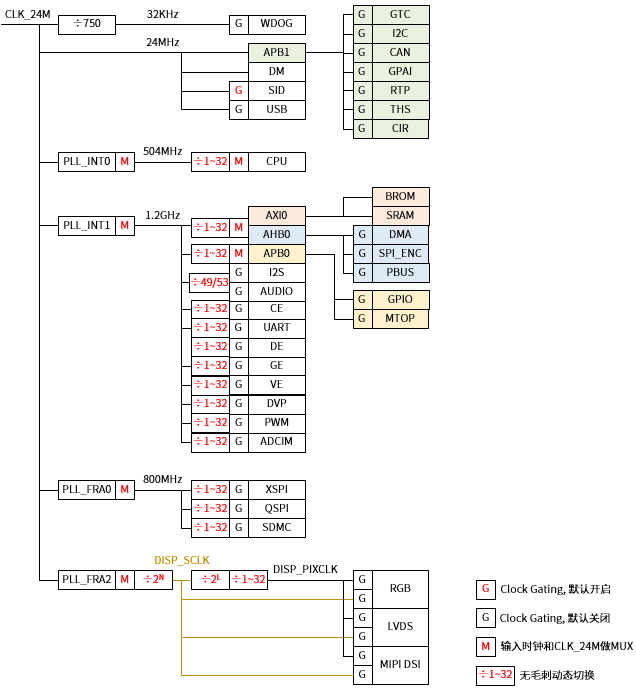 CLK_24M
÷750
32KHz
G WDOG
24MHz
APB1
DM
G SID
G USB
G GTC
G I2C
G CAN
G GPAI
G RTP
G THS
G CIR
PLL_INT0 M
504MHz
÷1~32 M CPU
PLL_INT1 M
1.2GHz
÷1~32 M
AXI0
AHB0
÷1~32 M APB0
÷49/53
G I2S
G AUDIO
÷1~32 G CE
÷1~32 G UART
÷1~32 G DE
÷1~32 G GE
÷1~32 G VE
÷1~32 G DVP
÷1~32 G PWM
÷1~32 G ADCIM
BROM
SRAM
G DMA
G SPI_ENC
G PBUS
G GPIO
G MTOP
PLL_FRA0 M
800MHz
÷1~32 G XSPI
÷1~32 G QSPI
÷1~32 G SDMC
DISP_SCLK
PLL_FRA2 M ÷2ᴺ
÷2ᴸ ÷1~32
DISP_PIXCLK
G
G
RGB
G
G
LVDS
G
G
MIPI DSI
G Clock Gating, 默认开启
G Clock Gating, 默认关闭
M 输入时钟和CLK_24M做MUX
÷1~32 无毛刺动态切换